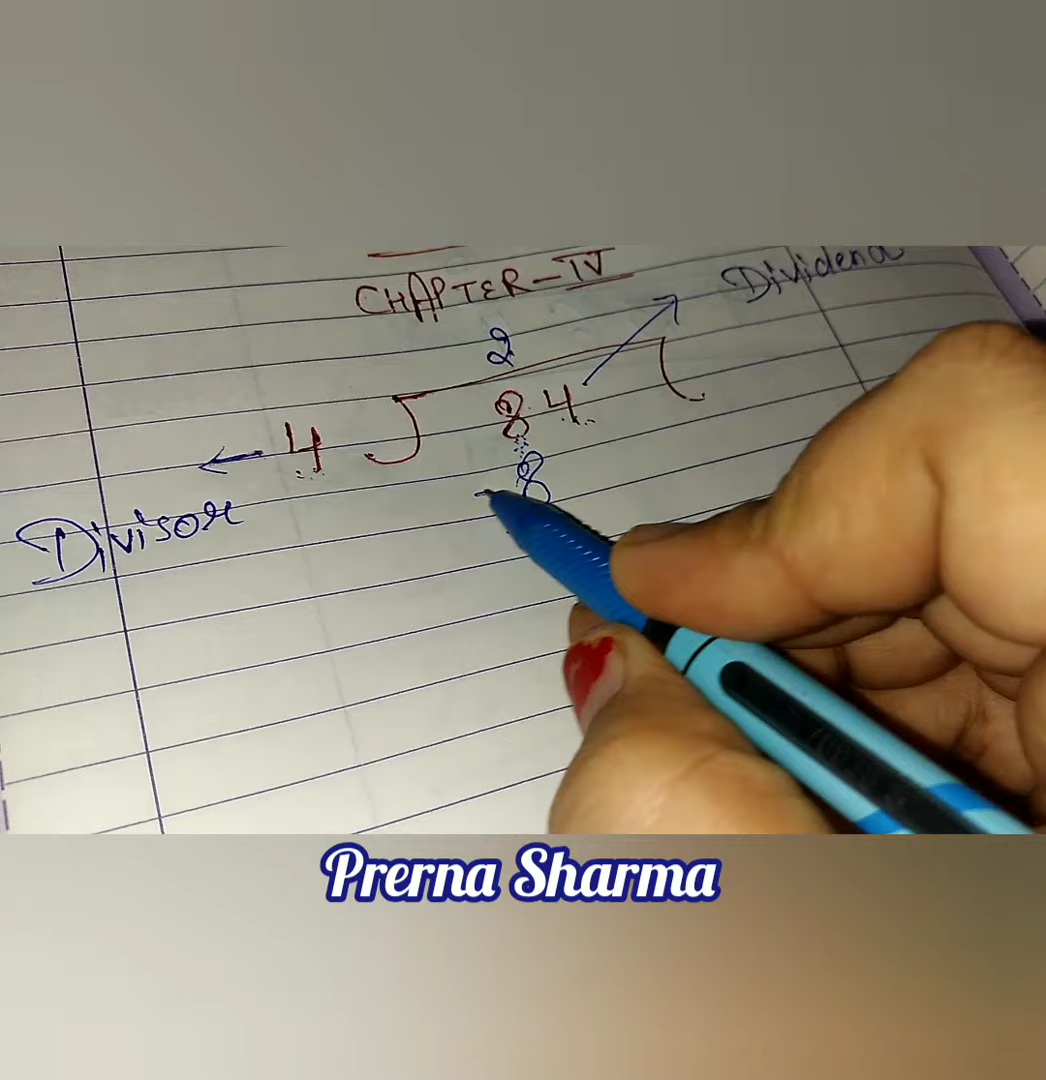 CHAPTER-IV
Dividend
2
4 84
8
Divisor
Prerna Sharma